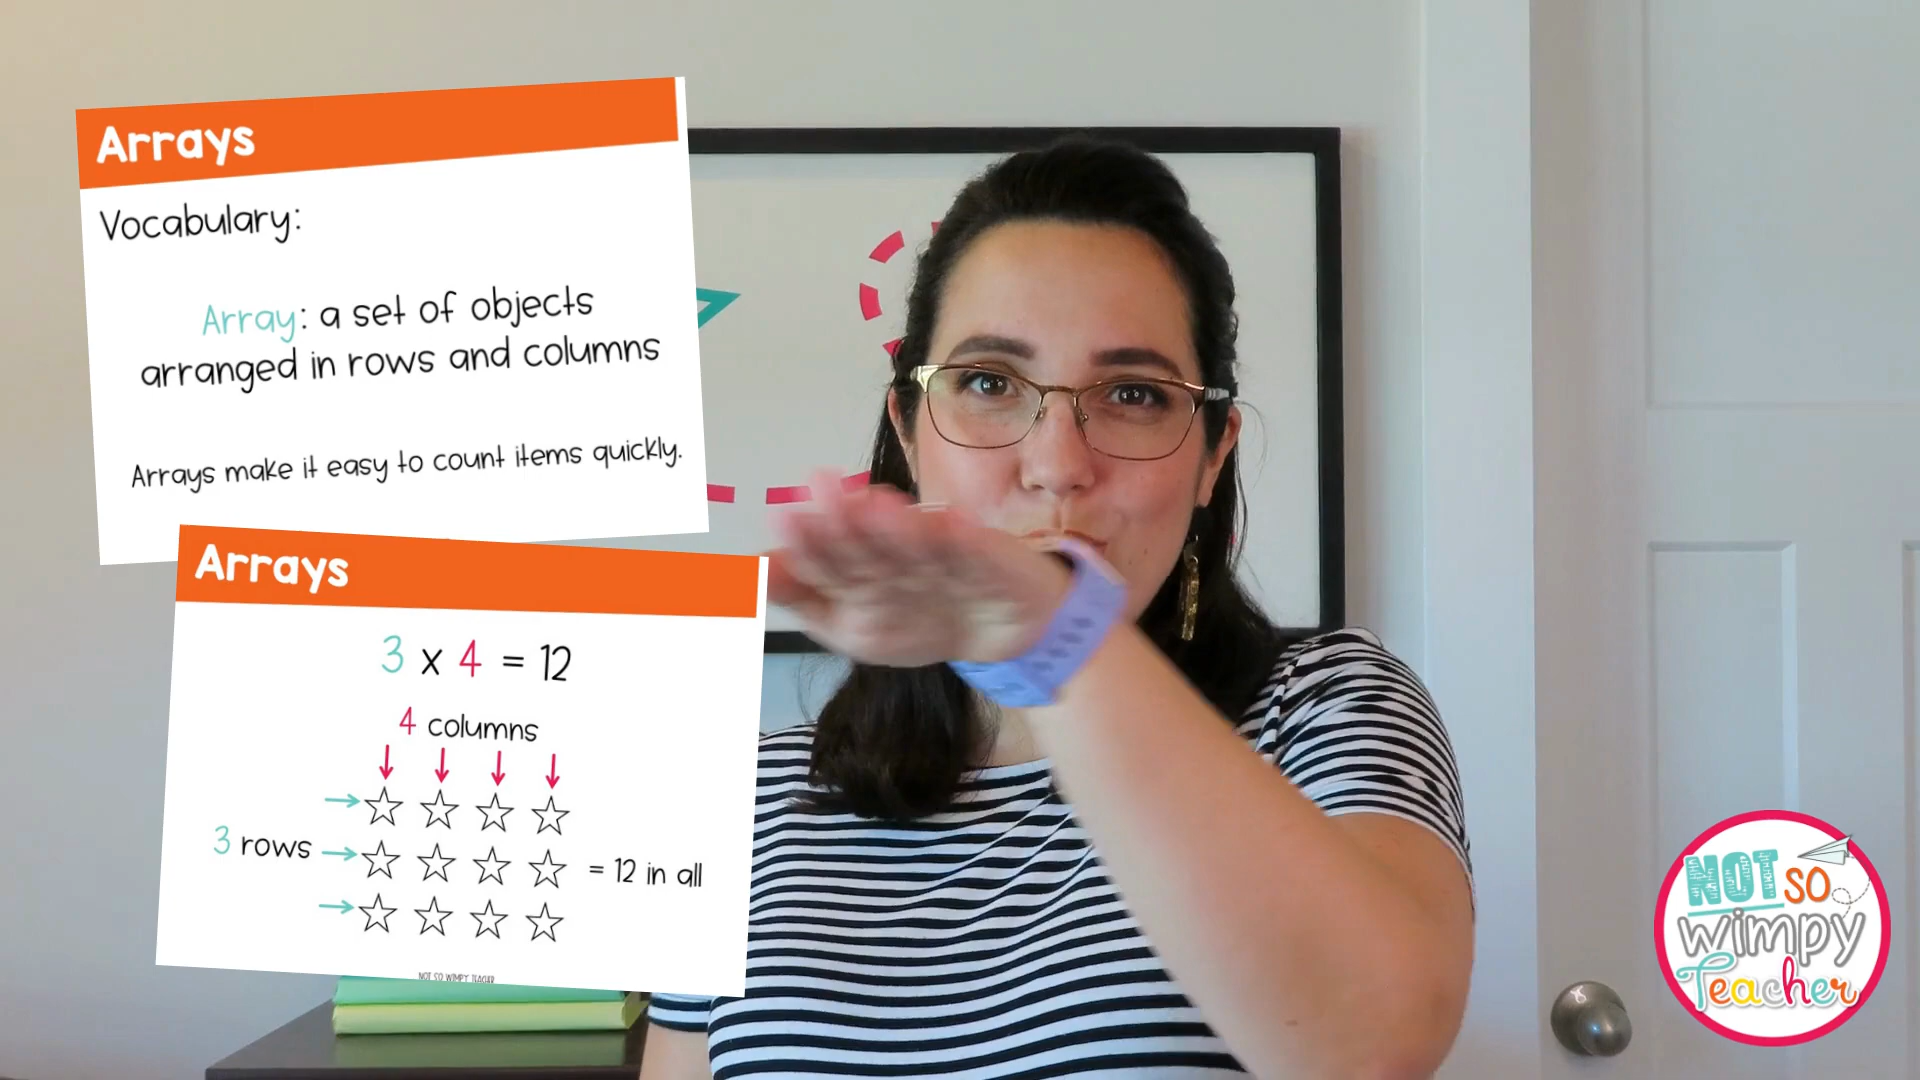 Arrays
Vocabulary:
Array: a set of objects
arranged in rows and columns
Arrays make it easy to count items quickly.
Arrays
3 x 4 = 12
4 columns
3 rows
= 12 in all
NOT SO WIMPY TEACHER
NOT SO
wimpy
Teacher